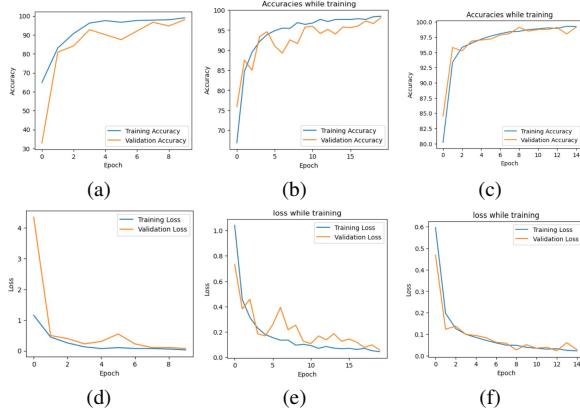 Accuracies while training
Accuracies while training
100
90
80
70
60
50
40
30
Accuracy
Training Accuracy
Validation Accuracy
0 2 4 6 8
Epoch
(a)
100
95
90
85
80
75
70
Accuracy
Training Accuracy
Validation Accuracy
0 5 10 15
Epoch
(b)
100.0
97.5
95.0
92.5
90.0
87.5
85.0
82.5
80.0
Accuracy
Training Accuracy
Validation Accuracy
0 2 4 6 8 10 12 14
Epoch
(c)
4
3
2
1
0
Loss
Training Loss
Validation Loss
0 2 4 6 8
Epoch
(d)
loss while training
1.0
0.8
0.6
0.4
0.2
0.0
Loss
Training Loss
Validation Loss
0 5 10 15
Epoch
(e)
loss while training
0.6
0.5
0.4
0.3
0.2
0.1
0.0
Loss
Training Loss
Validation Loss
0 2 4 6 8 10 12 14
Epoch
(f)